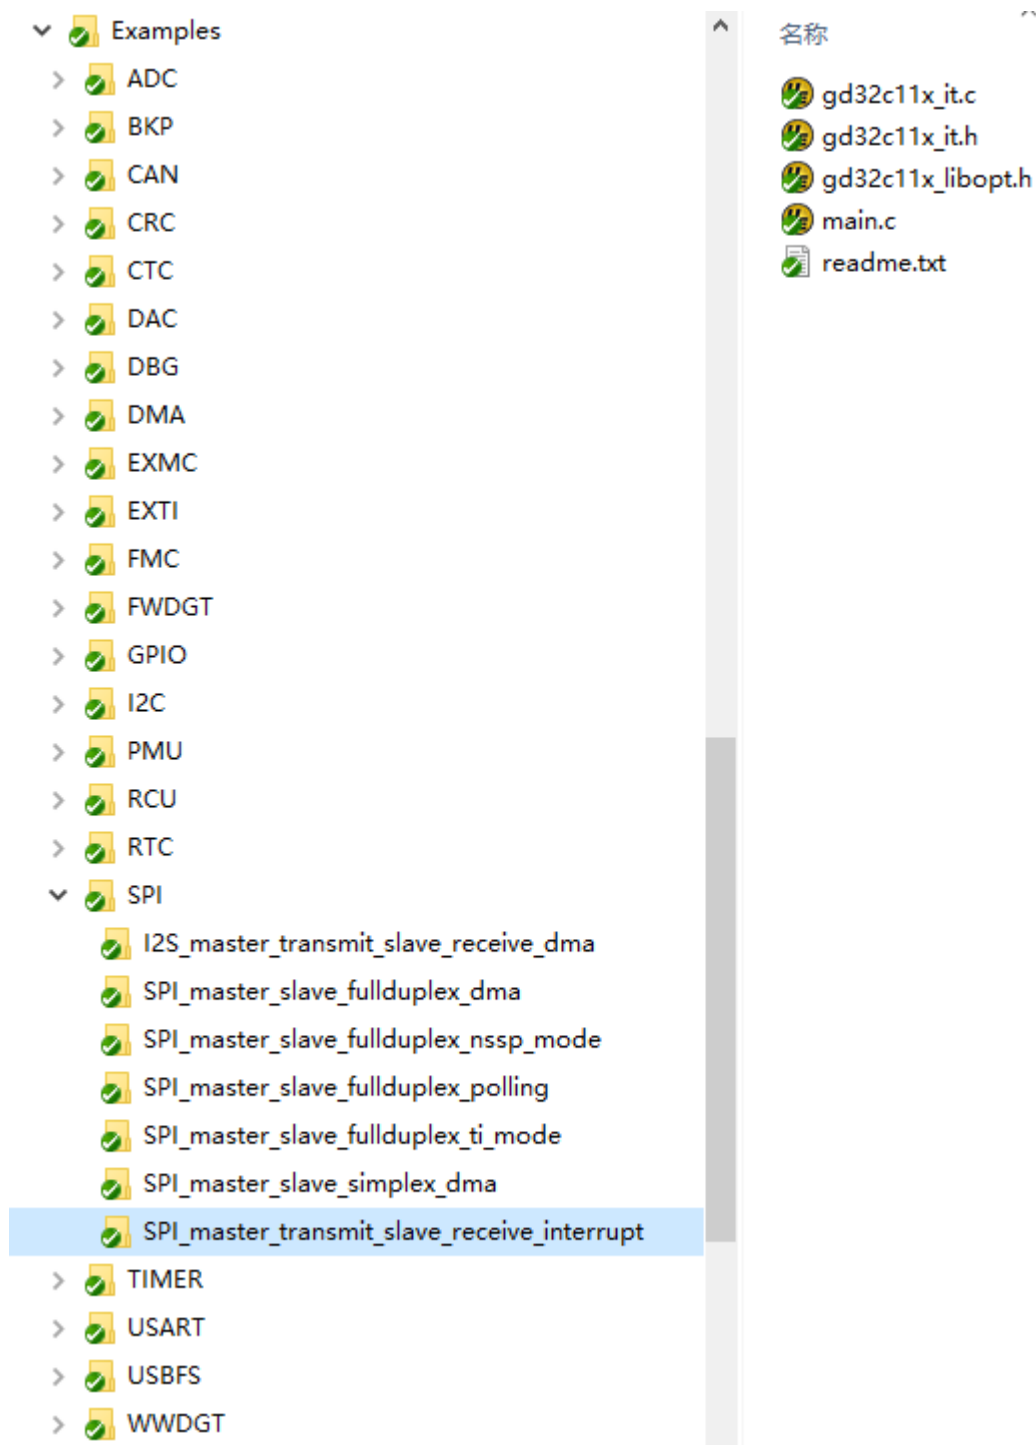 Examples
ADC
BKP
CAN
CRC
CTC
DAC
DBG
DMA
EXMC
EXTI
FMC
FWDGT
GPIO
I2C
PMU
RCU
RTC
SPI
I2S_master_transmit_slave_receive_dma
SPI_master_slave_fullduplex_dma
SPI_master_slave_fullduplex_nssp_mode
SPI_master_slave_fullduplex_polling
SPI_master_slave_fullduplex_ti_mode
SPI_master_slave_simplex_dma
SPI_master_transmit_slave_receive_interrupt
TIMER
USART
USBFS
WWDGT
名称
gd32c11x_it.c
gd32c11x_it.h
gd32c11x_libopt.h
main.c
readme.txt